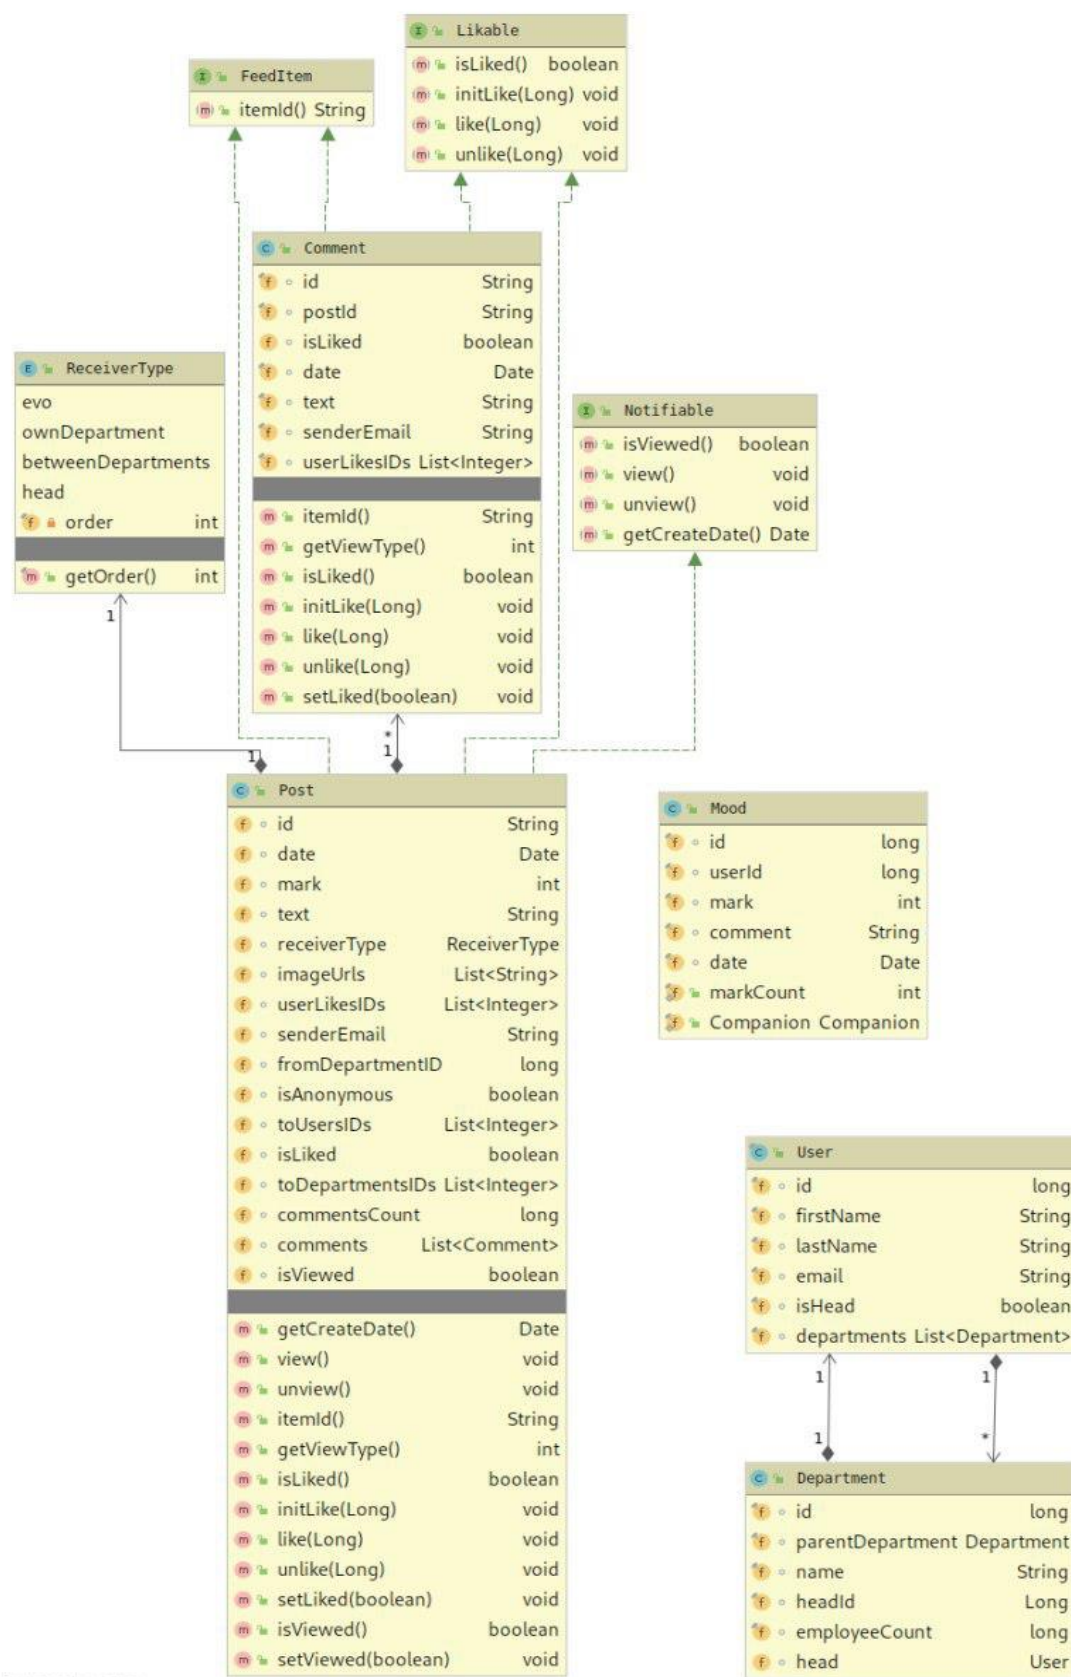 Likable
isLiked() boolean
initLike(Long) void
like(Long) void
unlike(Long) void
FeedItem
itemId() String
Comment
id String
postId String
isLiked boolean
date Date
text String
senderEmail String
userLikesIDs List<Integer>
itemId() String
getViewType() int
isLiked() boolean
initLike(Long) void
like(Long) void
unlike(Long) void
setLiked(boolean) void
ReceiverType
evo
ownDepartment
betweenDepartments
head
order int
getOrder() int
1
Notifiable
isViewed() boolean
view() void
unview() void
getCreateDate() Date
*
1
1
Post
id String
date Date
mark int
text String
receiverType ReceiverType
imageUrls List<String>
userLikesIDs List<Integer>
senderEmail String
fromDepartmentID long
isAnonymous boolean
toUsersIDs List<Integer>
isLiked boolean
toDepartmentsIDs List<Integer>
commentsCount long
comments List<Comment>
isViewed boolean
getCreateDate() Date
view() void
unview() void
itemId() String
getViewType() int
isLiked() boolean
initLike(Long) void
like(Long) void
unlike(Long) void
setLiked(boolean) void
isViewed() boolean
setViewed(boolean) void
Mood
id long
userId long
mark int
comment String
date Date
markCount int
Companion Companion
User
id long
firstName String
lastName String
email String
isHead boolean
departments List<Department>
1 1
1 *
Department
id long
parentDepartment Department
name String
headId Long
employeeCount long
head User